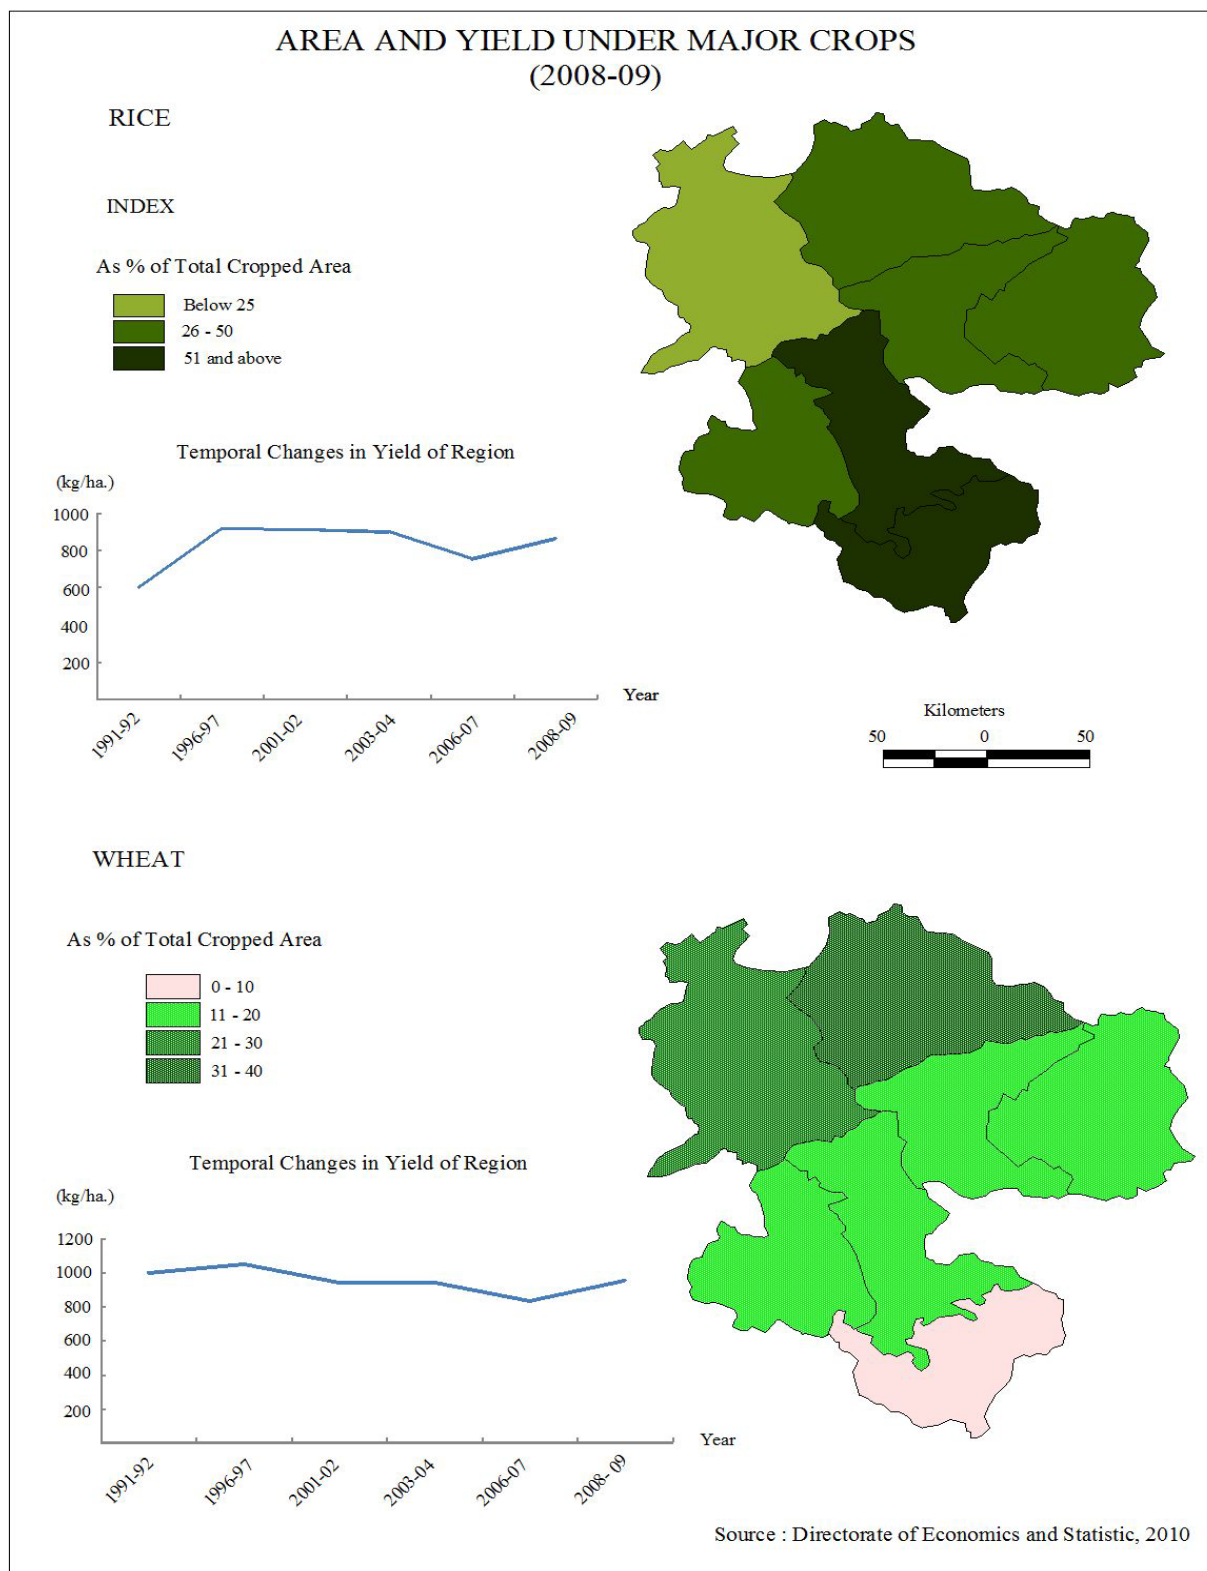 AREA AND YIELD UNDER MAJOR CROPS
(2008-09)
RICE
INDEX
As % of Total Cropped Area
Below 25
26 - 50
51 and above
Temporal Changes in Yield of Region
(kg/ha.)
1000
800
600
400
200
Year
1991-92
1996-97
2001-02
2003-04
2006-07
2008-09
Kilometers
50 0 50
WHEAT
As % of Total Cropped Area
0 - 10
11 - 20
21 - 30
31 - 40
Temporal Changes in Yield of Region
(kg/ha.)
1200
1000
800
600
400
200
Year
1991-92
1996-97
2001-02
2003-04
2006-07
2008- 09
Source : Directorate of Economics and Statistic, 2010